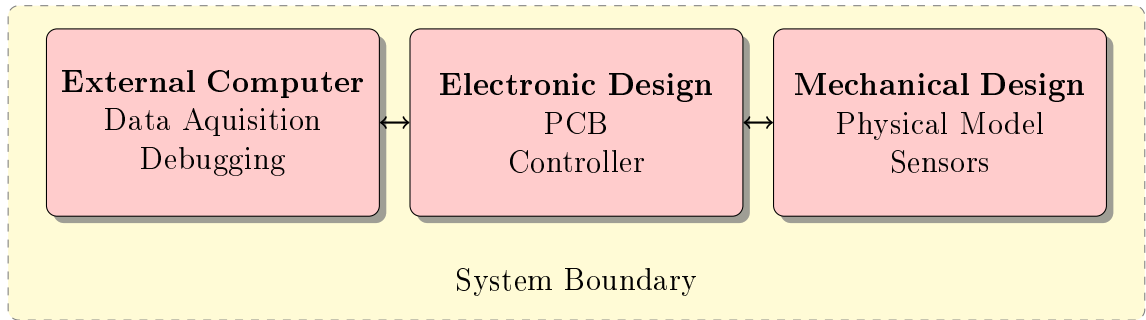 External Computer
Data Aquisition
Debugging
Electronic Design
PCB
Controller
Mechanical Design
Physical Model
Sensors
System Boundary